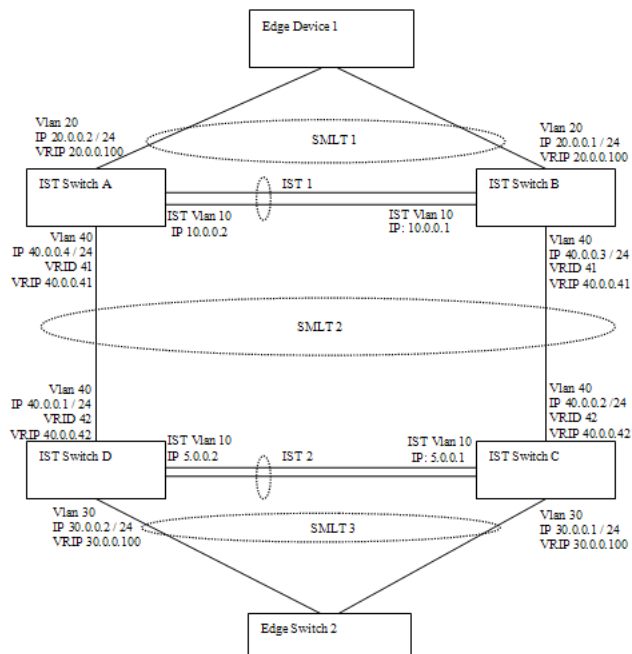 Edge Device 1
Vlan 20
IP 20.0.0.2 / 24
VRIP 20.0.0.100
SMLT 1
Vlan 20
IP 20.0.0.1 / 24
VRIP 20.0.0.100
IST Switch A
IST 1
IST Switch B
IST Vlan 10
IP 10.0.0.2
IST Vlan 10
IP: 10.0.0.1
Vlan 40
IP 40.0.0.4 / 24
VRID 41
VRIP 40.0.0.41
Vlan 40
IP 40.0.0.3 / 24
VRID 41
VRIP 40.0.0.41
SMLT 2
Vlan 40
IP 40.0.0.1 / 24
VRID 42
VRIP 40.0.0.42
Vlan 40
IP 40.0.0.2 /24
VRID 42
VRIP 40.0.0.42
IST Vlan 10
IP 5.0.0.2
IST Vlan 10
IP: 5.0.0.1
IST Switch D
IST 2
IST Switch C
Vlan 30
IP 30.0.0.2 / 24
VRIP 30.0.0.100
SMLT 3
Vlan 30
IP 30.0.0.1 / 24
VRIP 30.0.0.100
Edge Switch 2